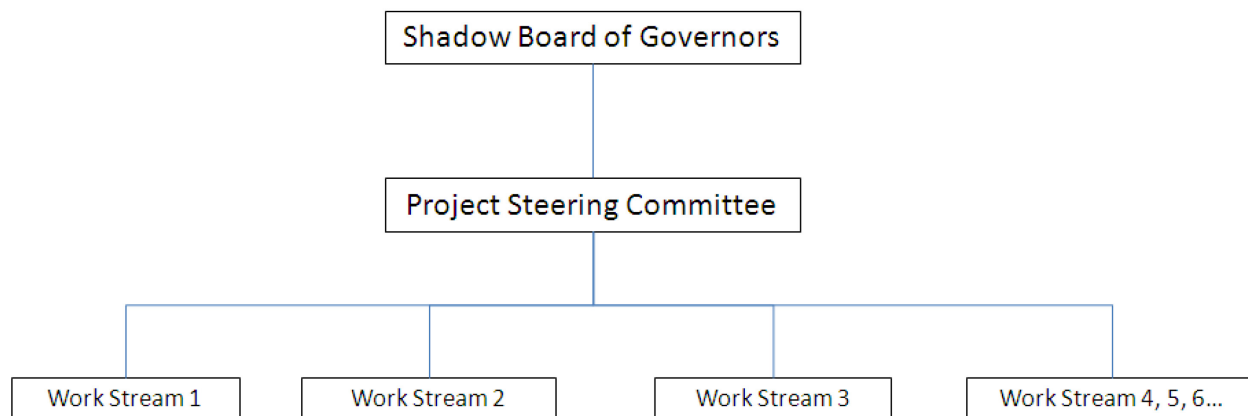 Shadow Board of Governors
Project Steering Committee
Work Stream 1
Work Stream 2
Work Stream 3
Work Stream 4, 5, 6...